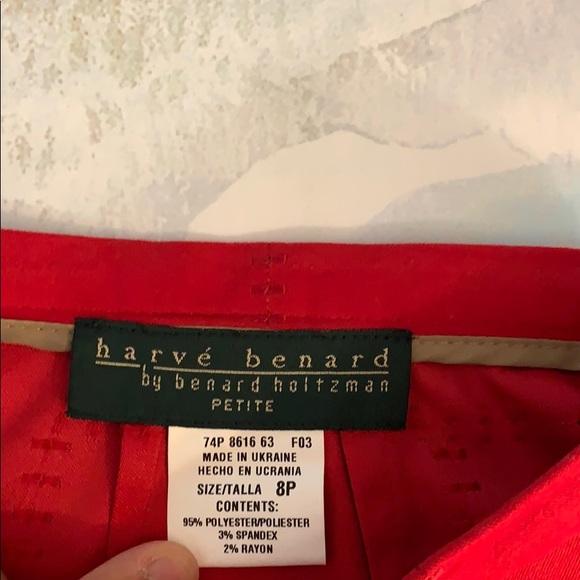 harvé benard
by benard holtzman
PETITE
74P 8616 63 F03
MADE IN UKRAINE
HECHO EN UCRANIA
SIZE/TALLA 8P
CONTENTS:
95% POLYESTER/POLIESTER
3% SPANDEX
2% RAYON